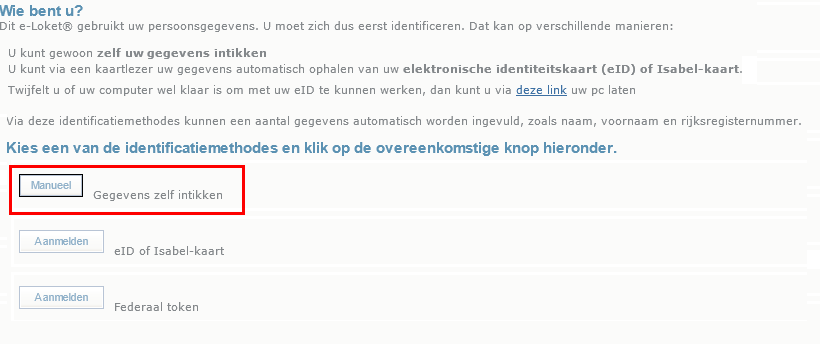 Wie bent u?
Dit e-Loket® gebruikt uw persoonsgegevens. U moet zich dus eerst identificeren. Dat kan op verschillende manieren:
U kunt gewoon zelf uw gegevens intikken
U kunt via een kaartlezer uw gegevens automatisch ophalen van uw elektronische identiteitskaart (eID) of Isabel-kaart.
Twijfelt u of uw computer wel klaar is om met uw eID te kunnen werken, dan kunt u via deze link uw pc laten
Via deze identificatiemethodes kunnen een aantal gegevens automatisch worden ingevuld, zoals naam, voornaam en rijksregisternummer.
Kies een van de identificatiemethodes en klik op de overeenkomstige knop hieronder.
Manueel Gegevens zelf intikken
Aanmelden eID of Isabel-kaart
Aanmelden Federaal token